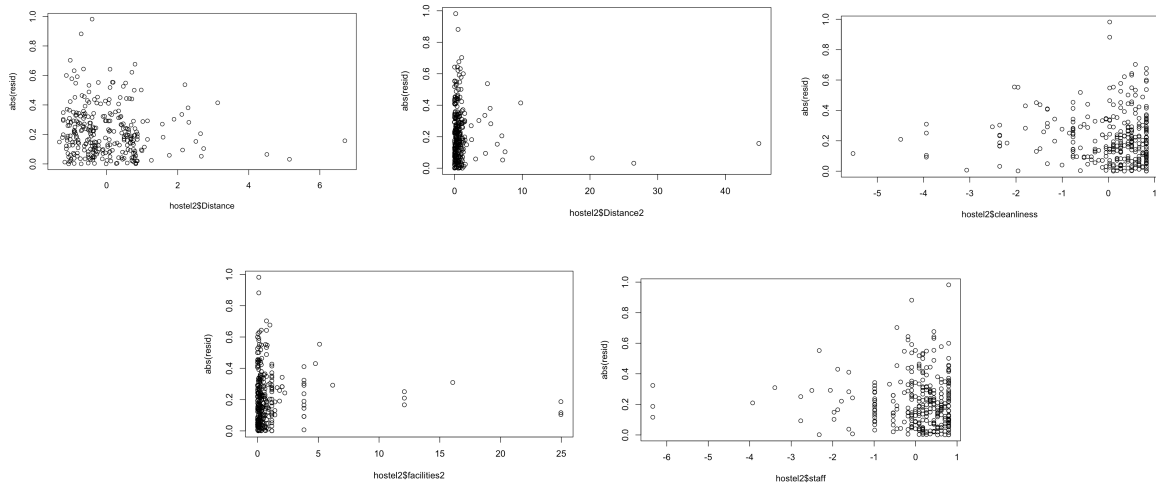 abs(resid)
0.0 0.2 0.4 0.6 0.8 1.0
0 2 4 6
hostel2$Distance
abs(resid)
0.0 0.2 0.4 0.6 0.8 1.0
0 10 20 30 40
hostel2$Distance2
abs(resid)
0.0 0.2 0.4 0.6 0.8 1.0
-5 -4 -3 -2 -1 0 1
hostel2$cleanliness
abs(resid)
0.0 0.2 0.4 0.6 0.8 1.0
0 5 10 15 20 25
hostel2$facilities2
abs(resid)
0.0 0.2 0.4 0.6 0.8 1.0
-6 -5 -4 -3 -2 -1 0 1
hostel2$staff